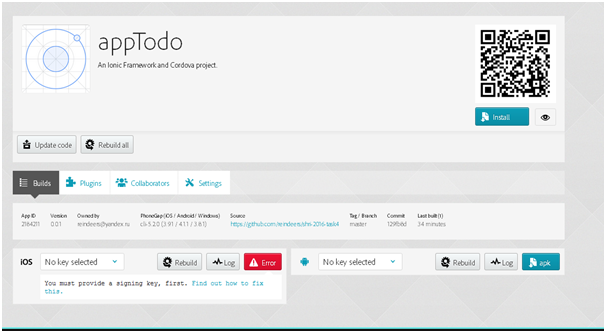 appTodo
An Ionic Framework and Cordova project.
Install
Update code
Rebuild all
Builds
Plugins
Collaborators
Settings
App ID Version Owned by PhoneGap (iOS / Android / Windows) Source Tag / Branch Commit Last built (1)
2164211 0.0.1 reindeers@yandex.ru cli-5.2.0 (3.9.1 / 4.1.1 / 3.8.1) https://github.com/reindeers/shri-2016-task4 master 34 minutes
iOS No key selected Rebuild Log Error
You must provide a signing key, first. Find out how to fix
this.
No key selected Rebuild Log apk